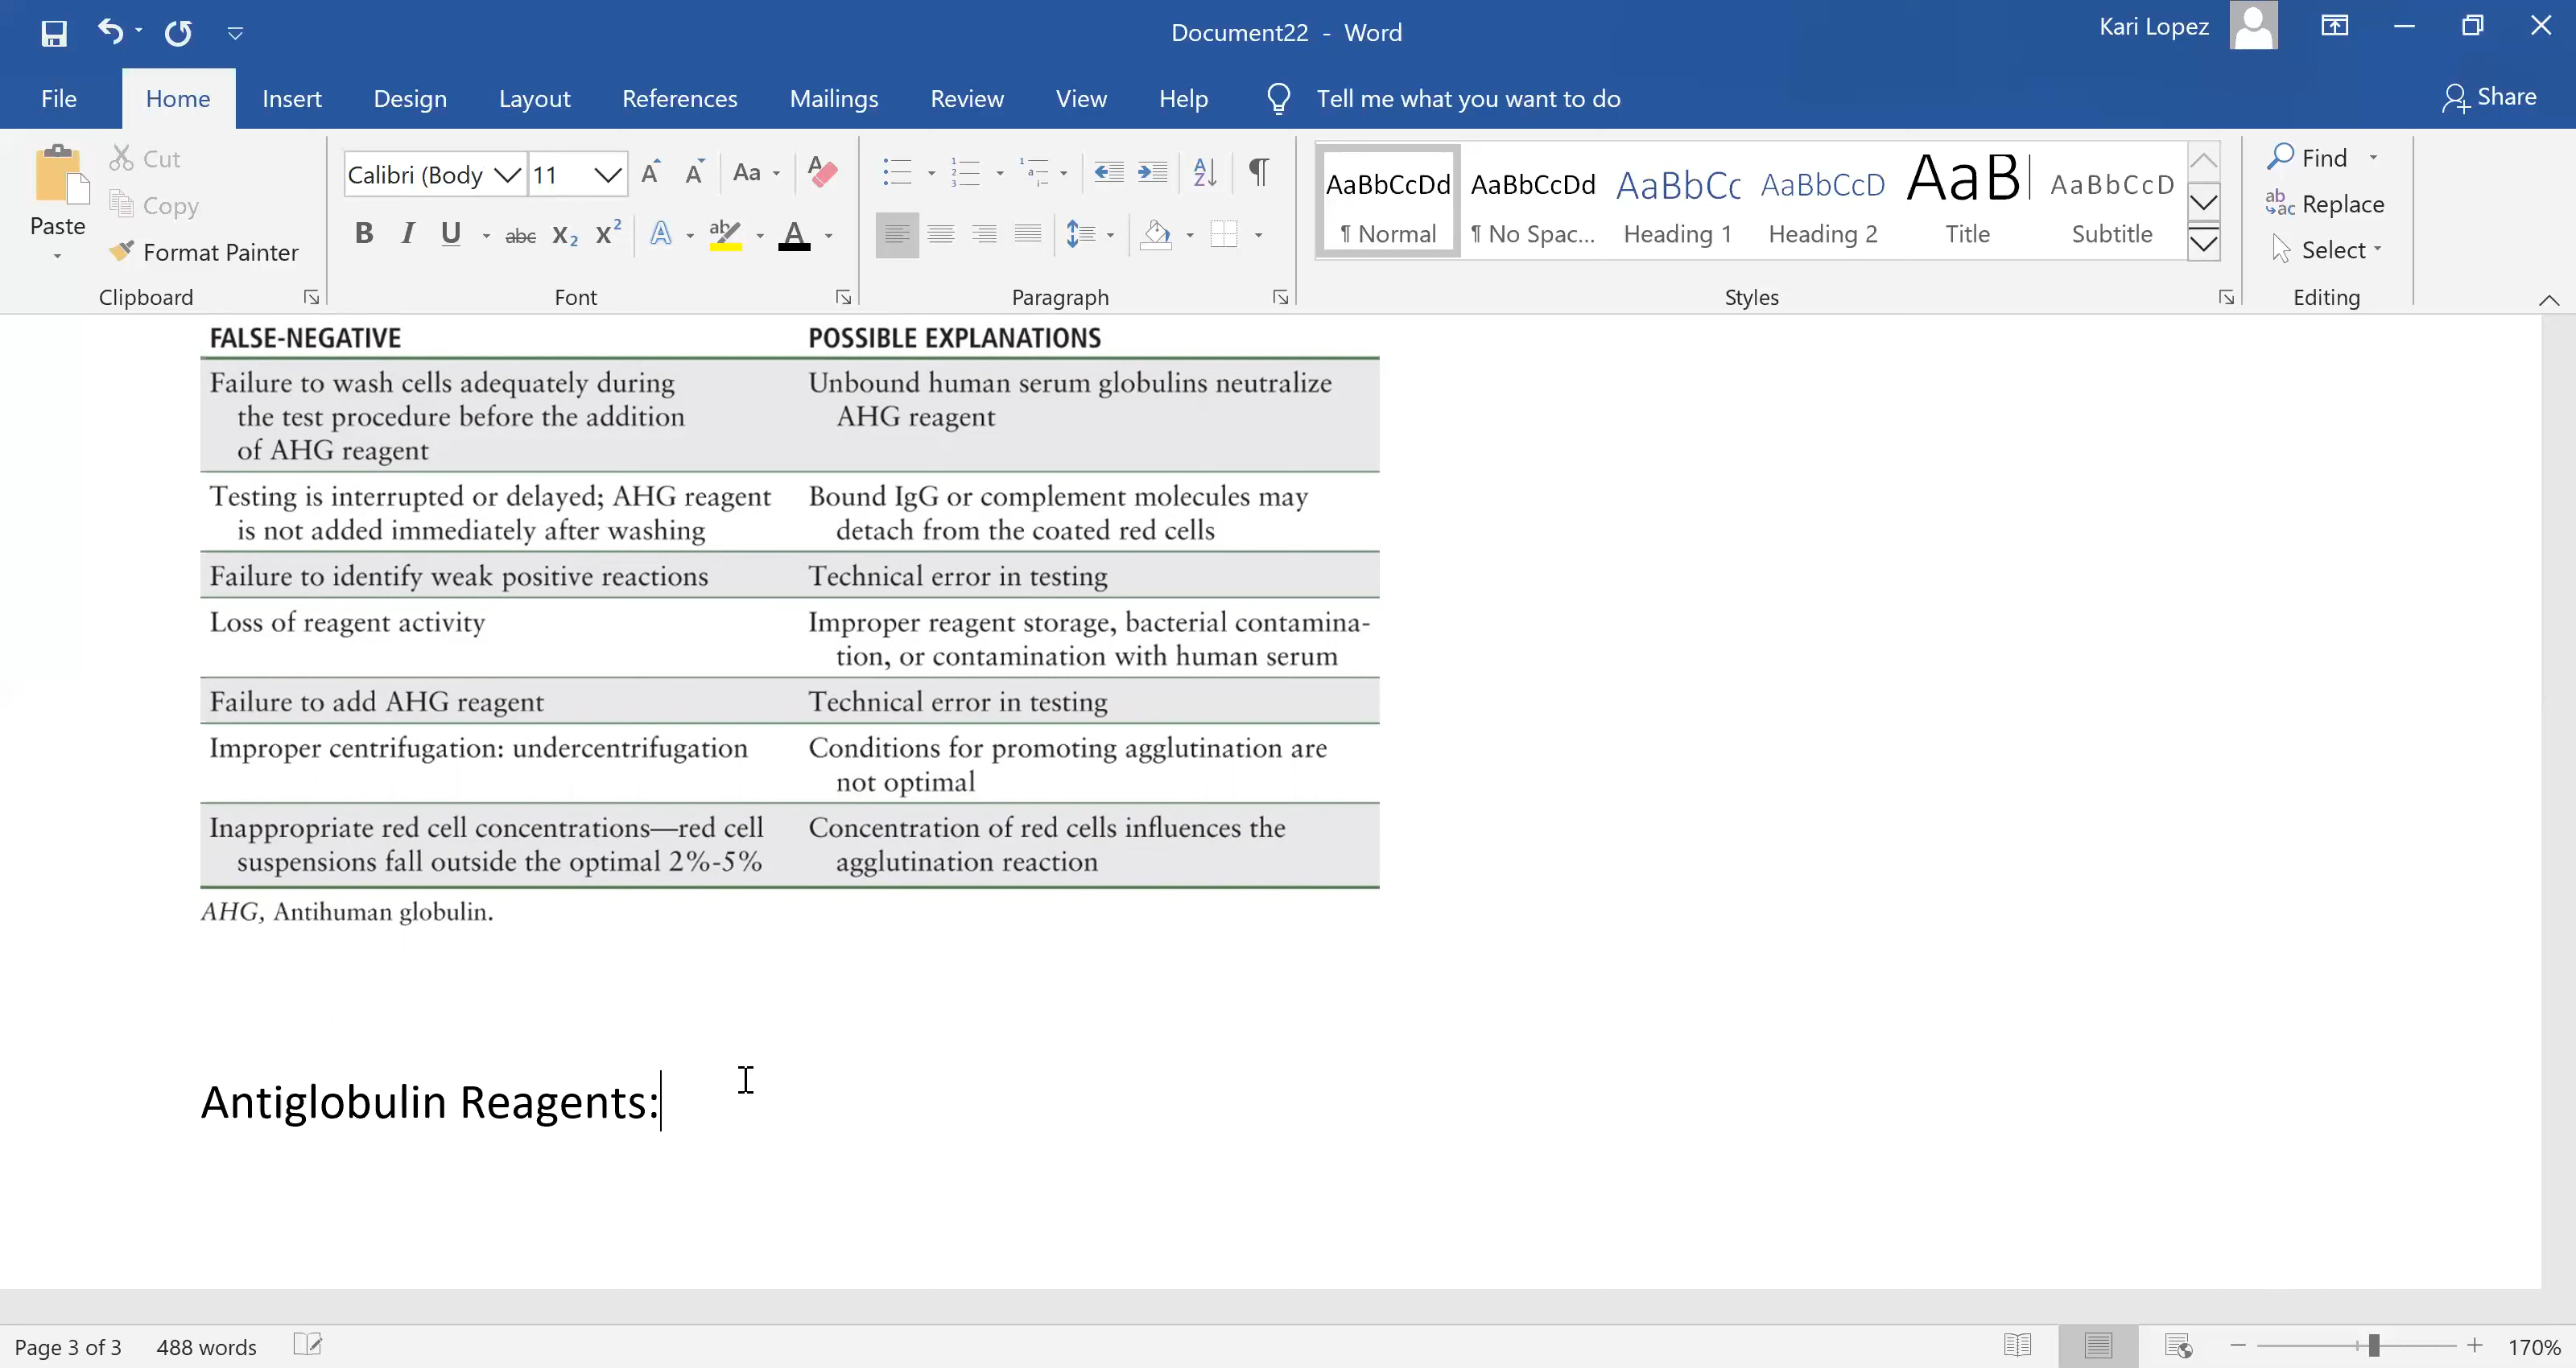 Document22 - Word
Kari Lopez
File Home Insert Design Layout References Mailings Review View Help Tell me what you want to do Share
Paste
Cut
Copy
Format Painter
Clipboard
Calibri (Body 11 Aa
B I U abc X₂ X² A ab A
Font
Paragraph
AaBbCcDd AaBbCcDd AaBbCc AaBbCcD AaB AaBbCcD
¶ Normal ¶ No Spac... Heading 1 Heading 2 Title Subtitle
Styles
Find
Replace
Select
Editing
FALSE-NEGATIVE POSSIBLE EXPLANATIONS
Failure to wash cells adequately during Unbound human serum globulins neutralize
the test procedure before the addition AHG reagent
of AHG reagent
Testing is interrupted or delayed; AHG reagent Bound IgG or complement molecules may
is not added immediately after washing detach from the coated red cells
Failure to identify weak positive reactions Technical error in testing
Loss of reagent activity Improper reagent storage, bacterial contamina-
tion, or contamination with human serum
Failure to add AHG reagent Technical error in testing
Improper centrifugation: undercentrifugation Conditions for promoting agglutination are
not optimal
Inappropriate red cell concentrations—red cell Concentration of red cells influences the
suspensions fall outside the optimal 2%-5% agglutination reaction
AHG, Antihuman globulin.
Antiglobulin Reagents:
Page 3 of 3 488 words 170%